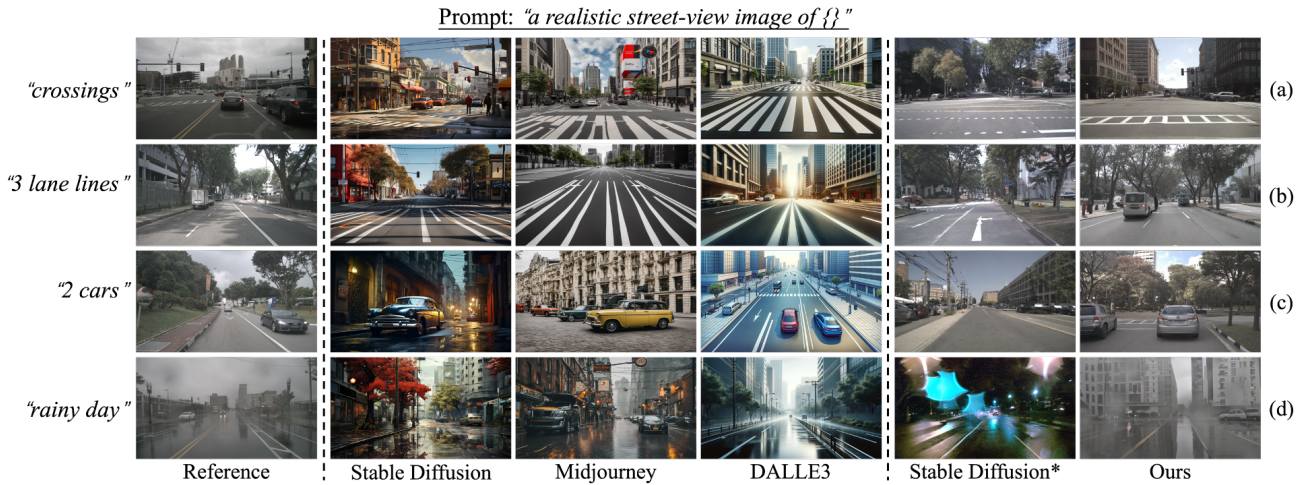 Prompt: "a realistic street-view image of {}"
"crossings"
(a)
"3 lane lines"
(b)
"2 cars"
(c)
"rainy day"
(d)
Reference
Stable Diffusion
Midjourney
DALLE3
Stable Diffusion*
Ours